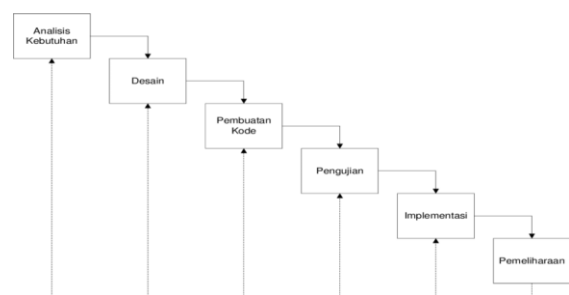 Analisis
Kebutuhan
Desain
Pembuatan
Kode
Pengujian
Implementasi
Pemeliharaan